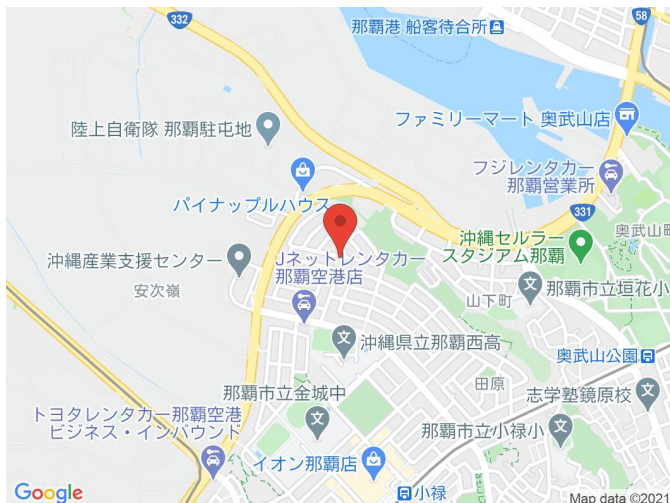 332
58
那覇港 船客待合所
陸上自衛隊 那覇駐屯地
ファミリーマート 奥武山店
フジレンタカー
那覇営業所
パイナップルハウス
331
奥武山町
沖縄セルラー
スタジアム那覇
沖縄産業支援センター
Jネットレンタカー
那覇空港店
安次嶺
山下町
那覇市立垣花小
沖縄県立那覇西高
奥武山公園
田原
那覇市立金城中
志学塾鏡原校
トヨタレンタカー那覇空港
ビジネス・インバウンド
那覇市立小禄小
イオン那覇店
小禄
Google
Map data ©2021